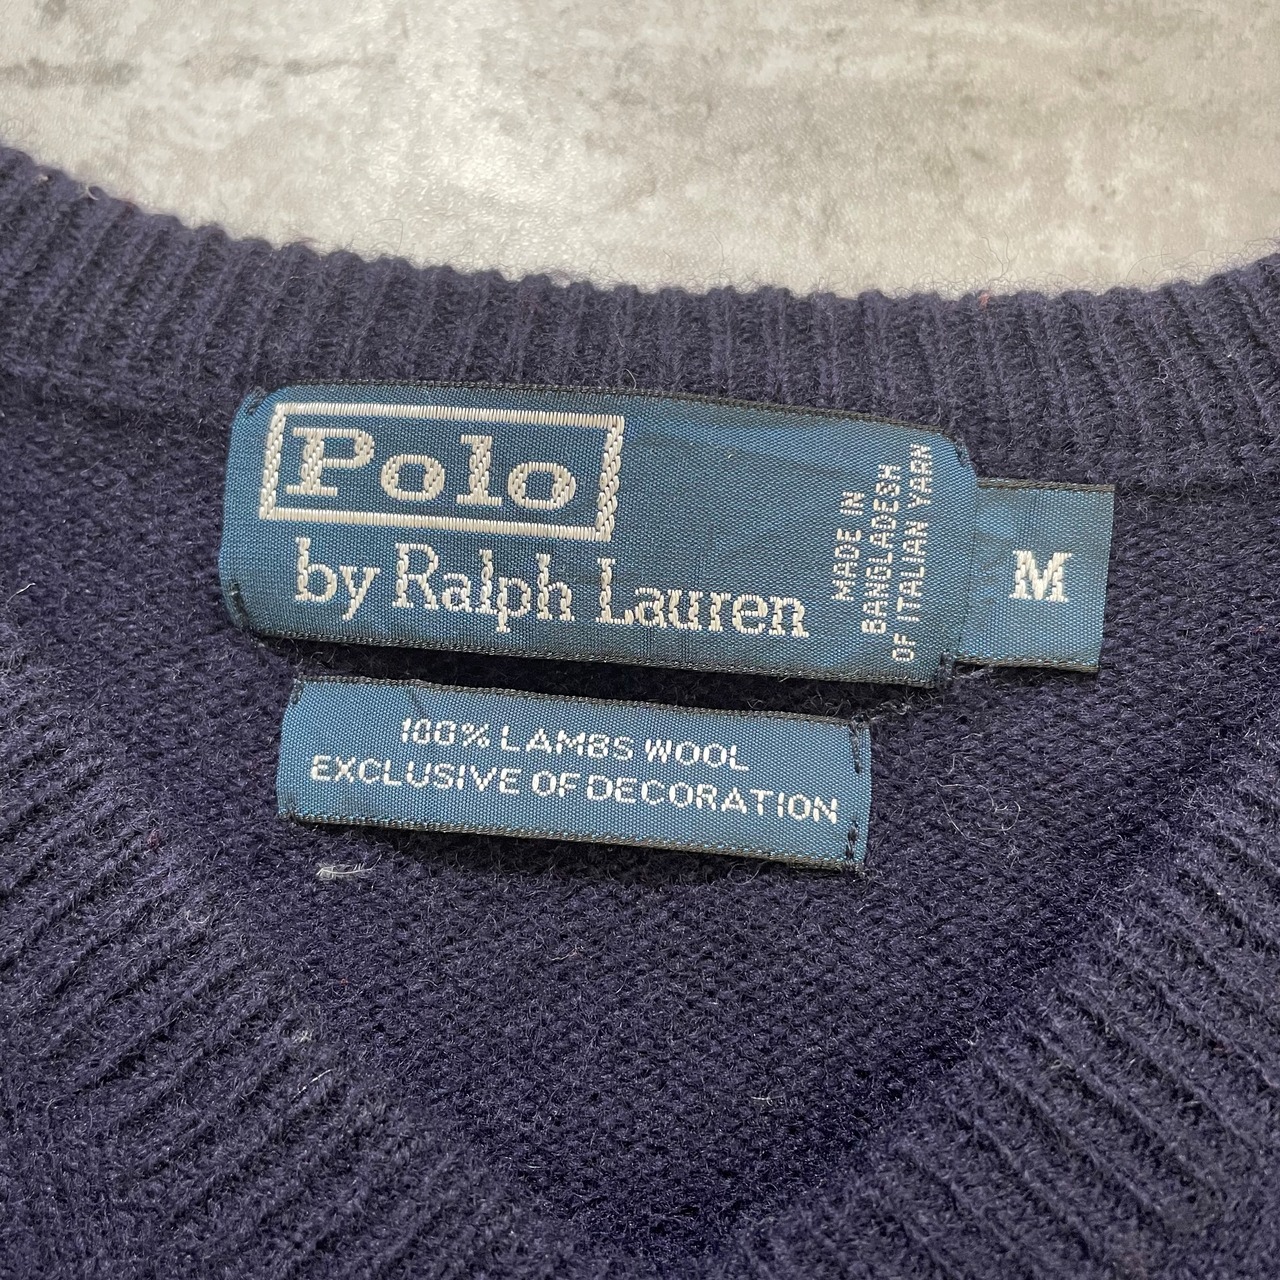 Polo
by Ralph Lauren
MADE IN
BANGLADESH
OF ITALIAN YARN
M
100% LAMBS WOOL
EXCLUSIVE OF DECORATION